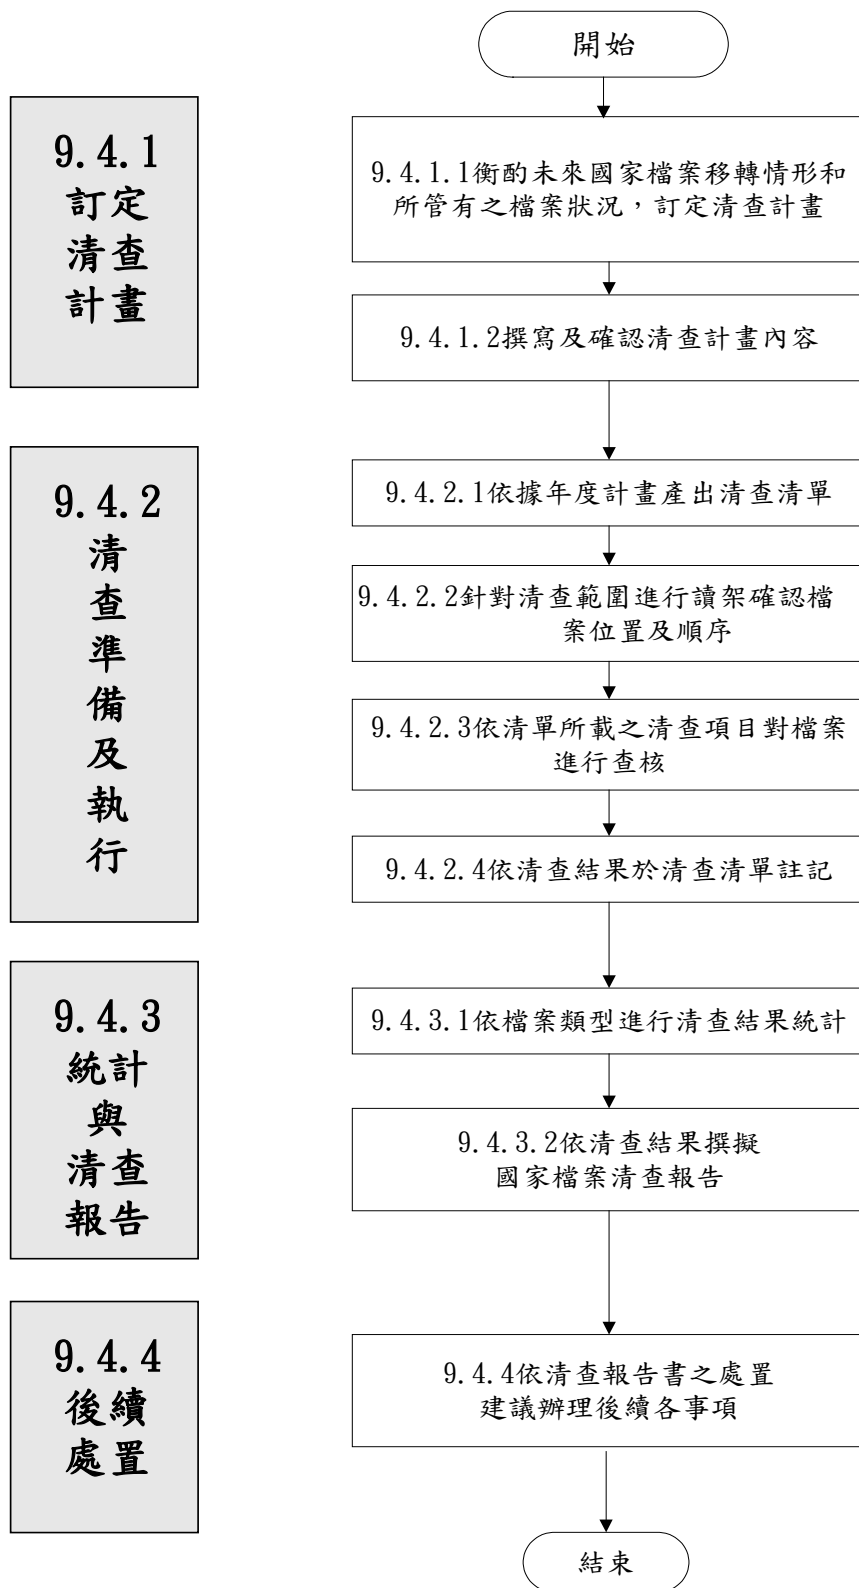 開始
9.4.1
訂定
清查
計畫
9.4.1.1衡酌未來國家檔案移轉情形和
所管有之檔案狀況，訂定清查計畫
9.4.1.2撰寫及確認清查計畫內容
9.4.2
清
查
準
備
及
執
行
9.4.2.1依據年度計畫產出清查清單
9.4.2.2針對清查範圍進行讀架確認檔
案位置及順序
9.4.2.3依清單所載之清查項目對檔案
進行查核
9.4.2.4依清查結果於清查清單註記
9.4.3
統計
與
清查
報告
9.4.3.1依檔案類型進行清查結果統計
9.4.3.2依清查結果撰擬
國家檔案清查報告
9.4.4
後續
處置
9.4.4依清查報告書之處置
建議辦理後續各事項
結束